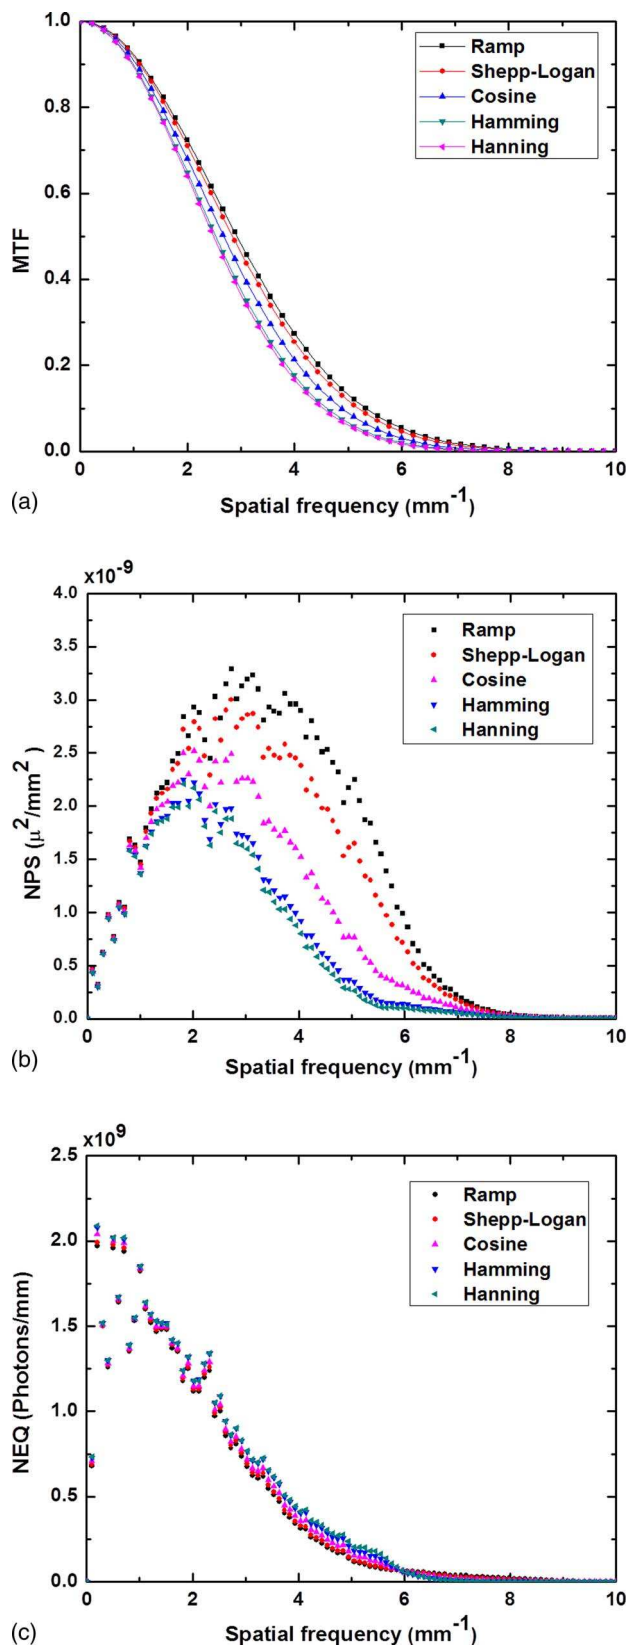 1.0
0.8
0.6
0.4
0.2
0.0
MTF
Ramp
Shepp-Logan
Cosine
Hamming
Hanning
0 2 4 6 8 10
Spatial frequency (mm⁻¹)
(a)
x10⁻⁹
4.0
3.5
3.0
2.5
2.0
1.5
1.0
0.5
0.0
NPS (μ²/mm²)
Ramp
Shepp-Logan
Cosine
Hamming
Hanning
0 2 4 6 8 10
Spatial frequency (mm⁻¹)
(b)
x10⁹
2.5
2.0
1.5
1.0
0.5
0.0
NEQ (Photons/mm)
Ramp
Shepp-Logan
Cosine
Hamming
Hanning
0 2 4 6 8 10
Spatial frequency (mm⁻¹)
(c)